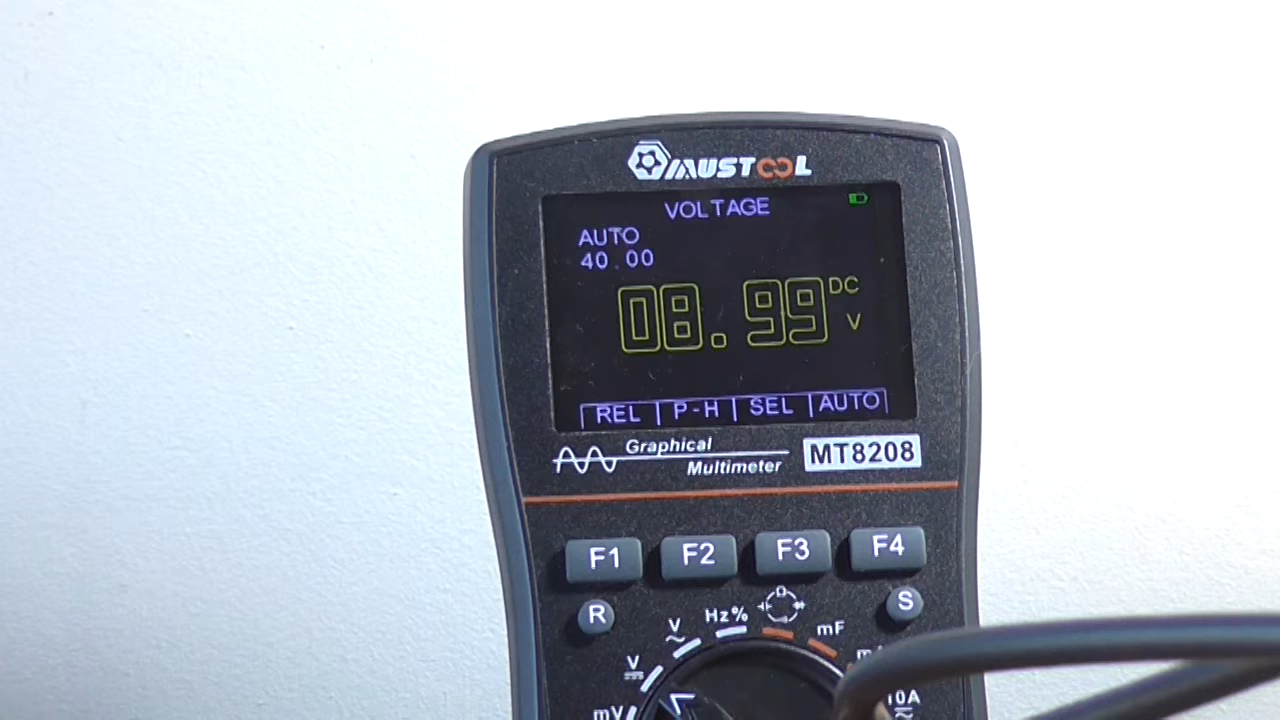 MUSTOOL
VOLTAGE
AUTO
40.00
08.99 DC V
REL P-H SEL AUTO
Graphical
Multimeter
MT8208
F1 F2 F3 F4
R S
V Hz% mF
V
mV 10A